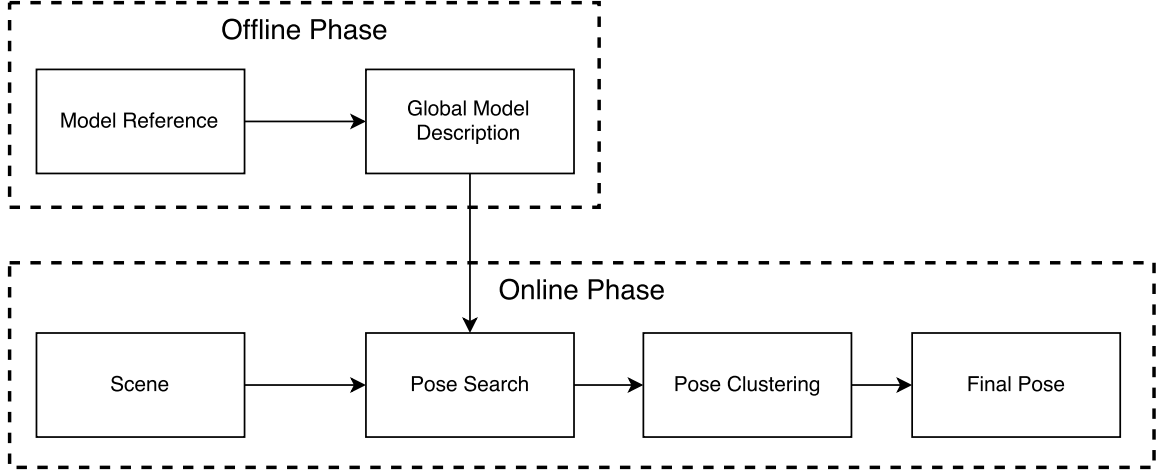 Offline Phase
Model Reference
Global Model
Description
Online Phase
Scene
Pose Search
Pose Clustering
Final Pose